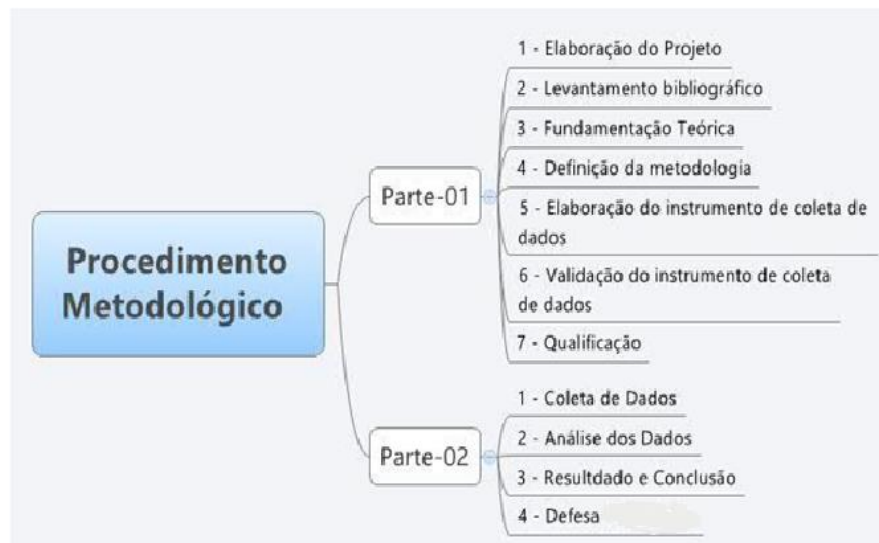 Procedimento
Metodológico
Parte-01
1 - Elaboração do Projeto
2 - Levantamento bibliográfico
3 - Fundamentação Teórica
4 - Definição da metodologia
5 - Elaboração do instrumento de coleta de
dados
6 - Validação do instrumento de coleta
de dados
7 - Qualificação
Parte-02
1 - Coleta de Dados
2 - Análise dos Dados
3 - Resultdado e Conclusão
4 - Defesa